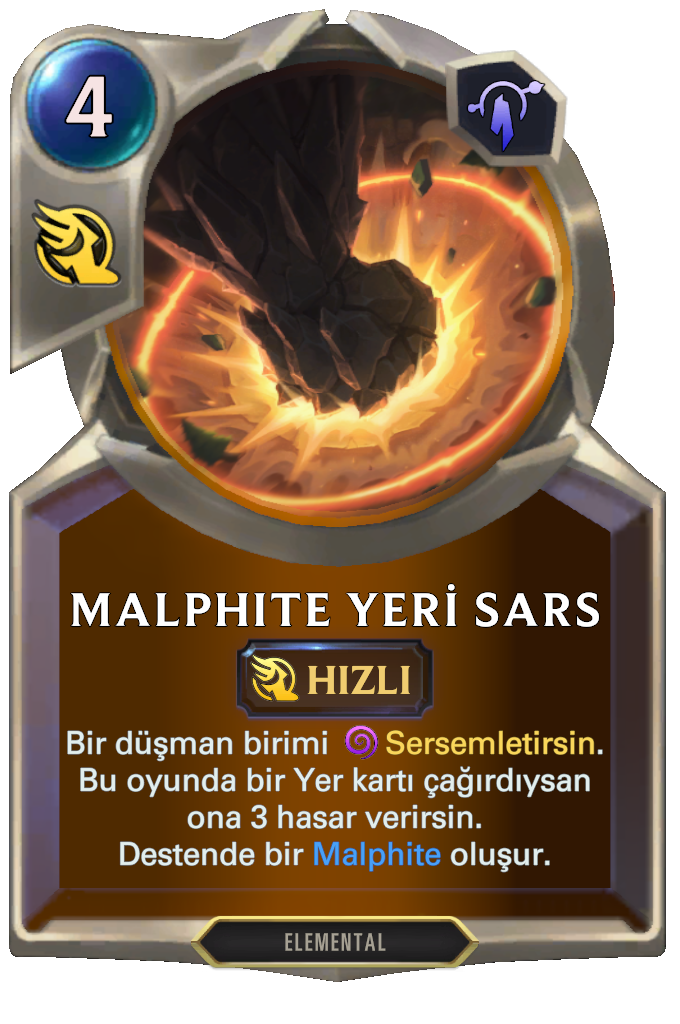 4
MALPHITE YERİ SARS
HIZLI
Bir düşman birimi Sersemletirsin.
Bu oyunda bir Yer kartı çağırdıysan
ona 3 hasar verirsin.
Destende bir Malphite oluşur.
ELEMENTAL